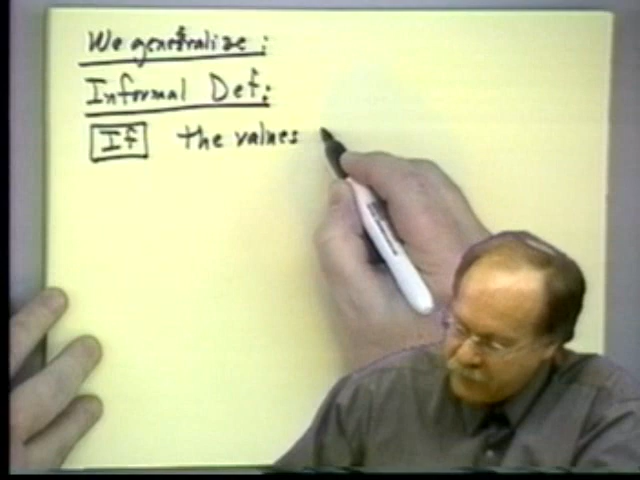 We generalize:
Informal Def:
If the values